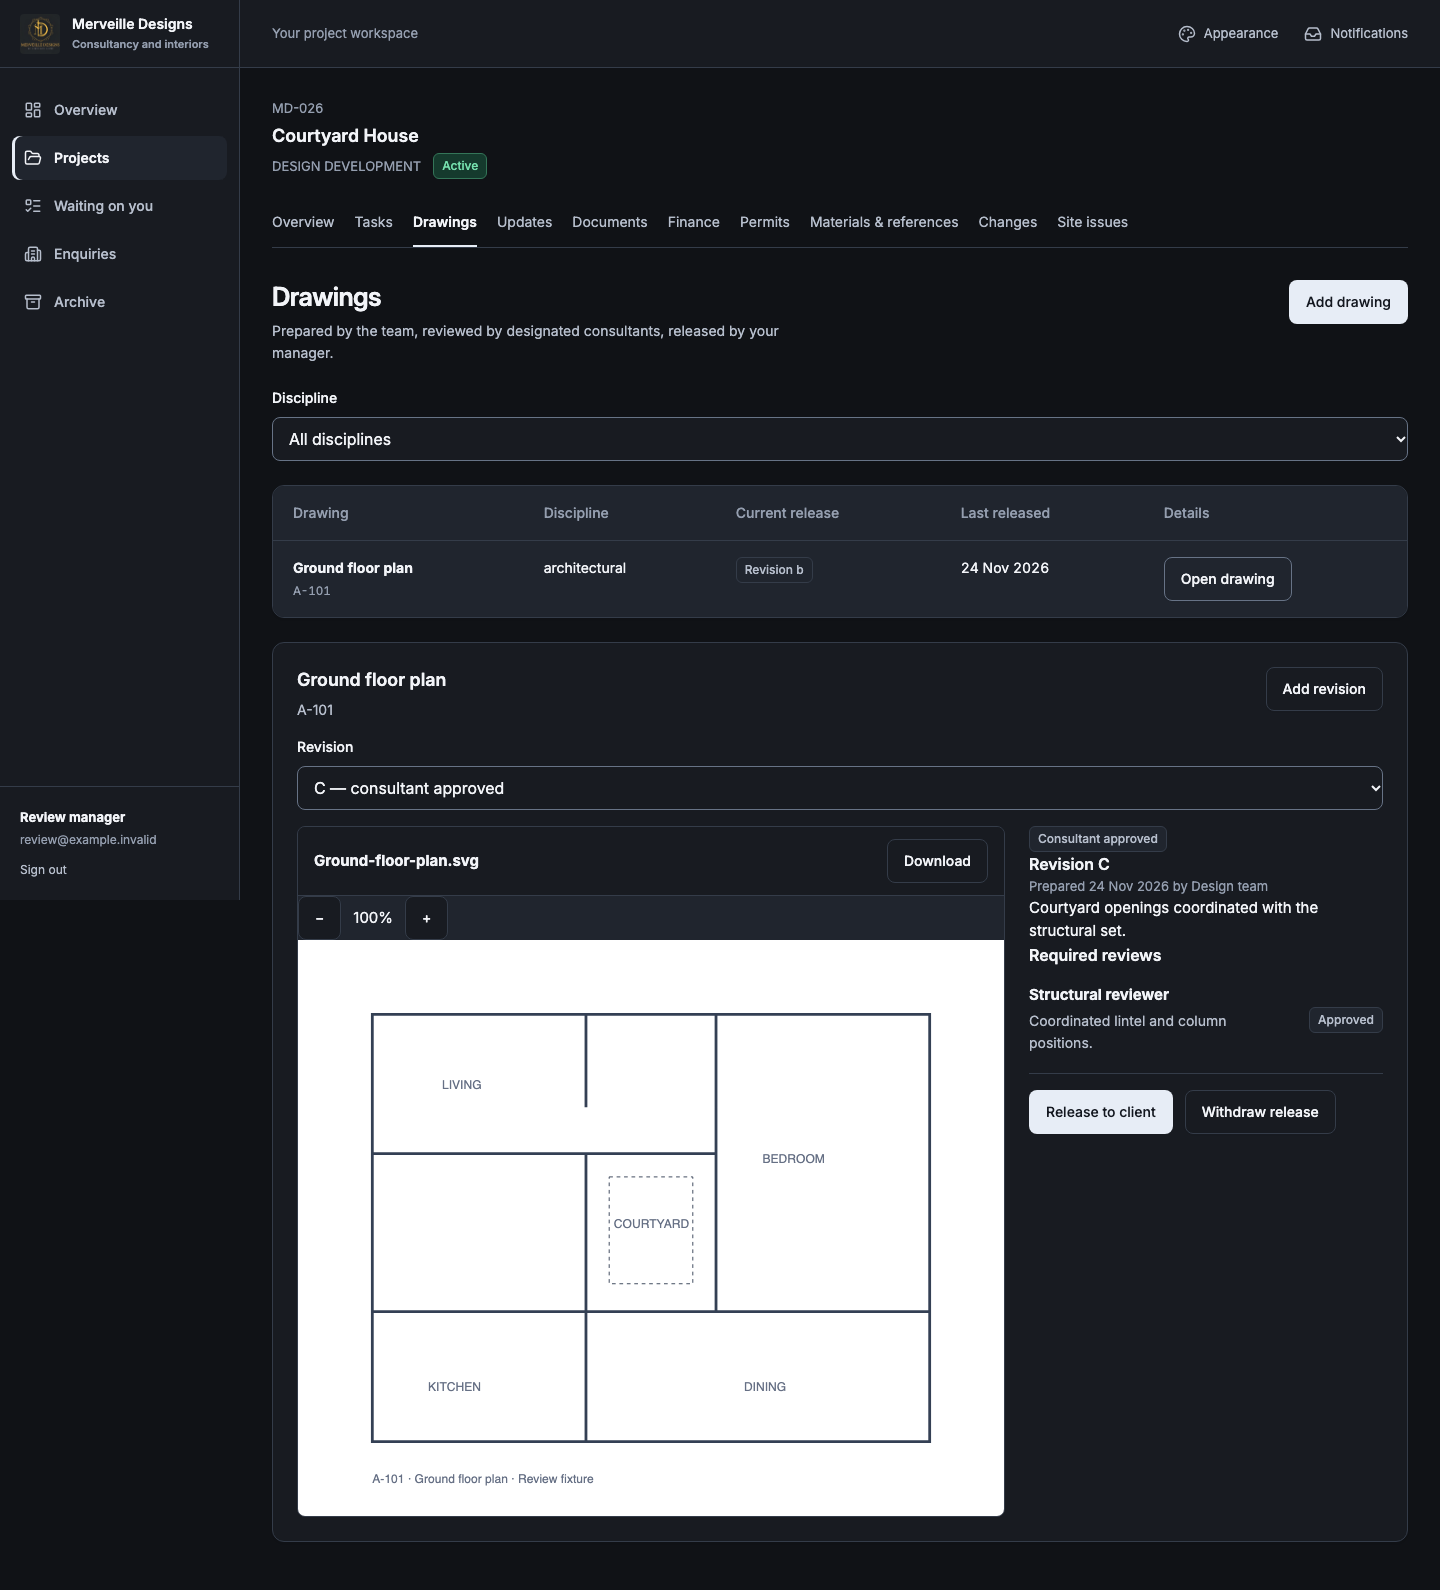 Merveille Designs
Consultancy and interiors
Your project workspace
Appearance
Notifications
Overview
Projects
Waiting on you
Enquiries
Archive
Review manager
review@example.invalid
Sign out
MD-026
Courtyard House
DESIGN DEVELOPMENT Active
Overview Tasks Drawings Updates Documents Finance Permits Materials & references Changes Site issues
Drawings
Add drawing
Prepared by the team, reviewed by designated consultants, released by your
manager.
Discipline
All disciplines
Drawing Discipline Current release Last released Details
Ground floor plan architectural Revision b 24 Nov 2026 Open drawing
A-101
Ground floor plan
Add revision
A-101
Revision
C — consultant approved
Ground-floor-plan.svg
Download
− 100% +
LIVING
BEDROOM
COURTYARD
KITCHEN
DINING
A-101 · Ground floor plan · Review fixture
Consultant approved
Revision C
Prepared 24 Nov 2026 by Design team
Courtyard openings coordinated with the
structural set.
Required reviews
Structural reviewer
Coordinated lintel and column
positions.
Approved
Release to client
Withdraw release